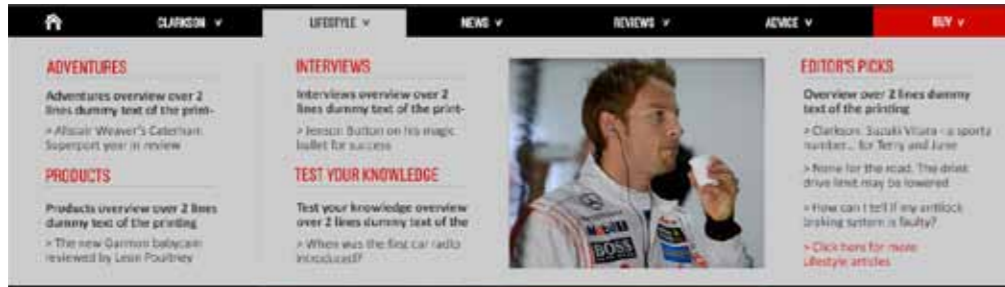 CLARKSON v
LIFESTYLE v
NEWS v
REVIEWS v
ADVICE v
BUY v
ADVENTURES
Adventures overview over 2
lines dummy text of the print-
> Alistair Weaver's Caterham
Supersport year in review
PRODUCTS
Products overview over 2 lines
dummy text of the printing
> The new Garmon babycam
reviewed by Leon Poultney
INTERVIEWS
Interviews overview over 2
lines dummy text of the print-
> Jenson Button on his magic
bullet for success
TEST YOUR KNOWLEDGE
Test your knowledge overview
over 2 lines dummy text of the
> When was the first car radio
introduced?
Mobil
BOSS
EDITOR'S PICKS
Overview over 2 lines dummy
text of the printing
> Clarkson: Suzuki Vitara - a sporta
number... for Terry and June
> None for the road. The drink
drive limit may be lowered
> How can I tell if my antilock
braking system is faulty?
> Click here for more
Lifestyle articles